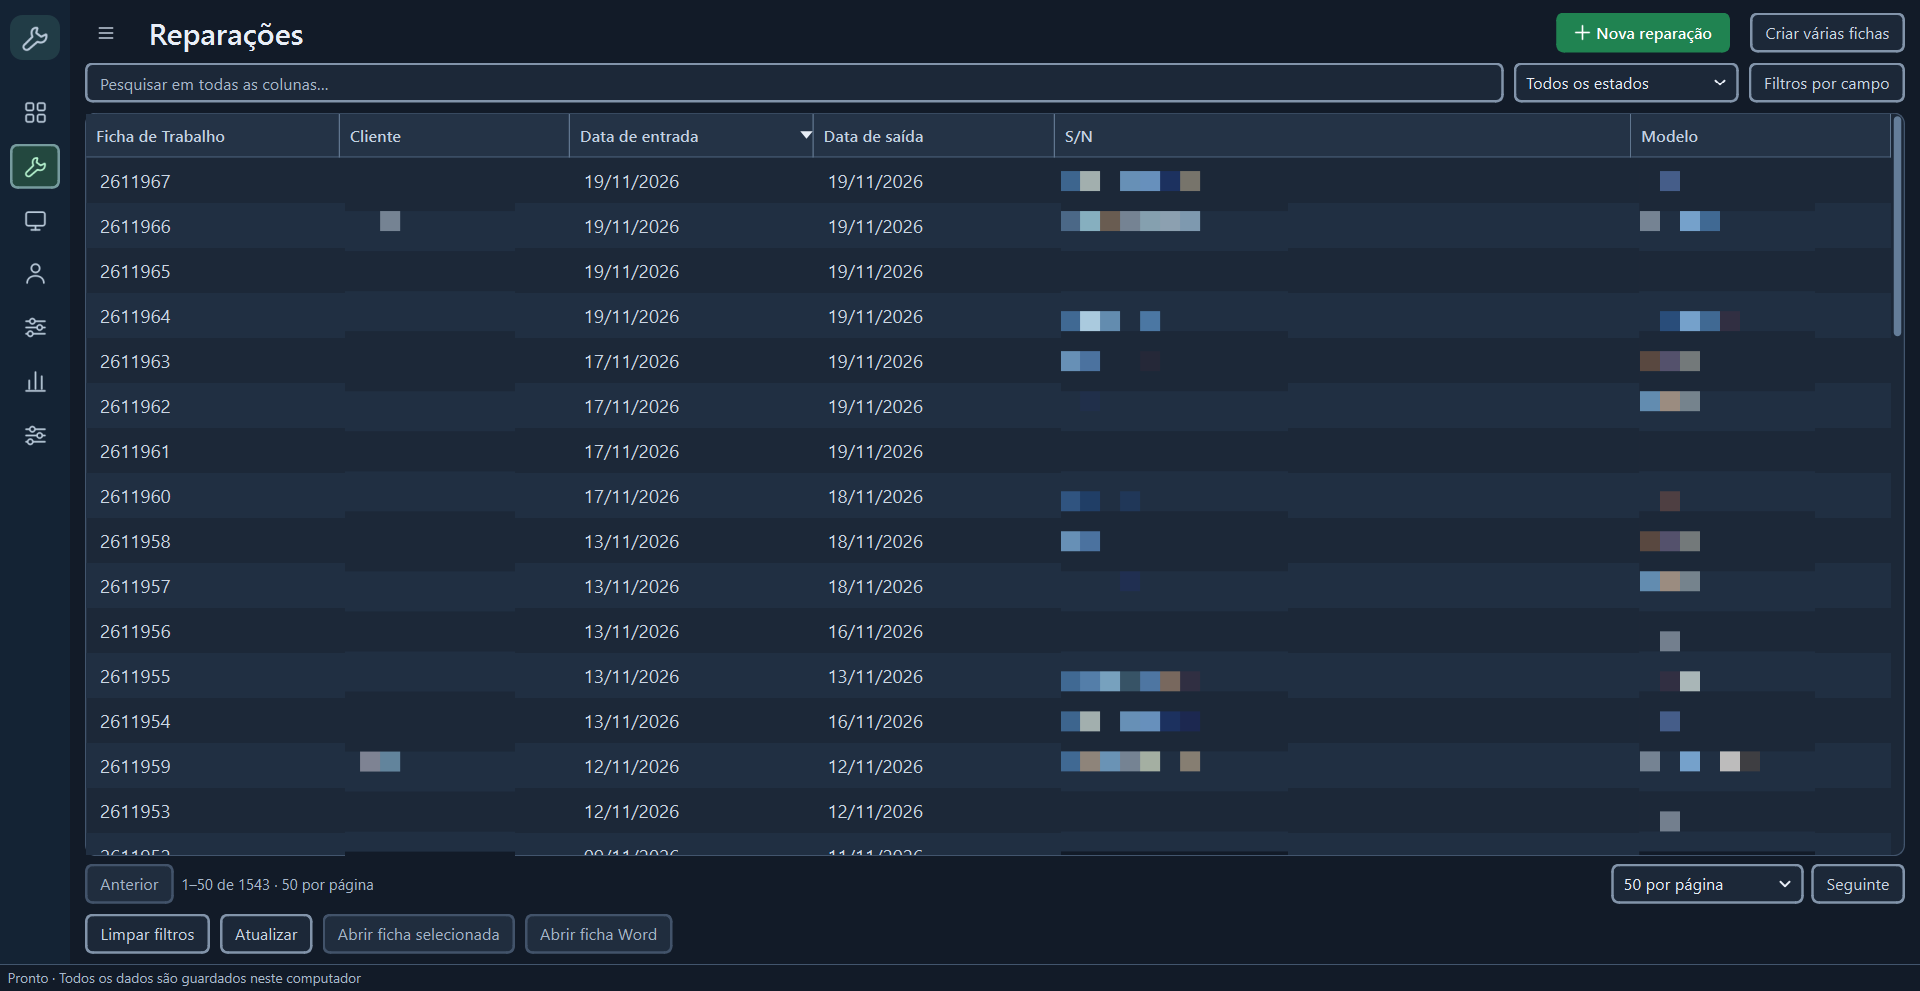 Reparações
Nova reparação
Criar várias fichas
Pesquisar em todas as colunas...
Todos os estados
Filtros por campo
Ficha de Trabalho Cliente Data de entrada Data de saída S/N Modelo
2611967 19/11/2026 19/11/2026
2611966 19/11/2026 19/11/2026
2611965 19/11/2026 19/11/2026
2611964 19/11/2026 19/11/2026
2611963 17/11/2026 19/11/2026
2611962 17/11/2026 19/11/2026
2611961 17/11/2026 19/11/2026
2611960 17/11/2026 18/11/2026
2611958 13/11/2026 18/11/2026
2611957 13/11/2026 18/11/2026
2611956 13/11/2026 16/11/2026
2611955 13/11/2026 13/11/2026
2611954 13/11/2026 16/11/2026
2611959 12/11/2026 12/11/2026
2611953 12/11/2026 12/11/2026
Anterior 1–50 de 1543 · 50 por página
50 por página
Seguinte
Limpar filtros Atualizar Abrir ficha selecionada Abrir ficha Word
Pronto · Todos os dados são guardados neste computador